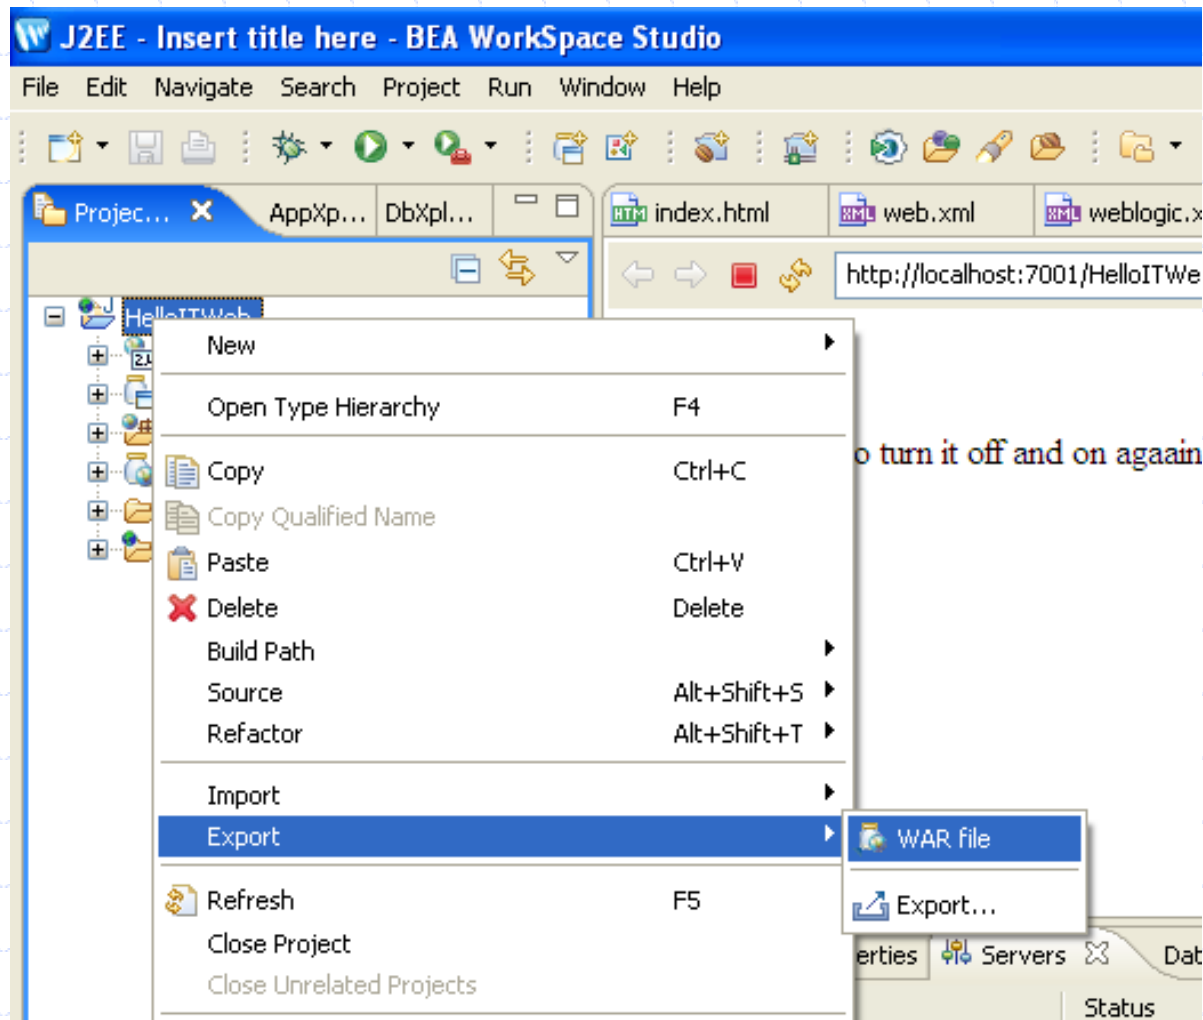 J2EE - Insert title here - BEA WorkSpace Studio
File Edit Navigate Search Project Run Window Help
Projec... AppXp... DbXpl... index.html web.xml weblogic.x
http://localhost:7001/HelloITWe
HelloITWeb
New
Open Type Hierarchy F4
o turn it off and on agaain
Copy Ctrl+C
Copy Qualified Name
Paste Ctrl+V
Delete Delete
Build Path
Source Alt+Shift+S
Refactor Alt+Shift+T
Import
Export WAR file
Refresh F5 Export...
Close Project
erties Servers Dat
Close Unrelated Projects
Status